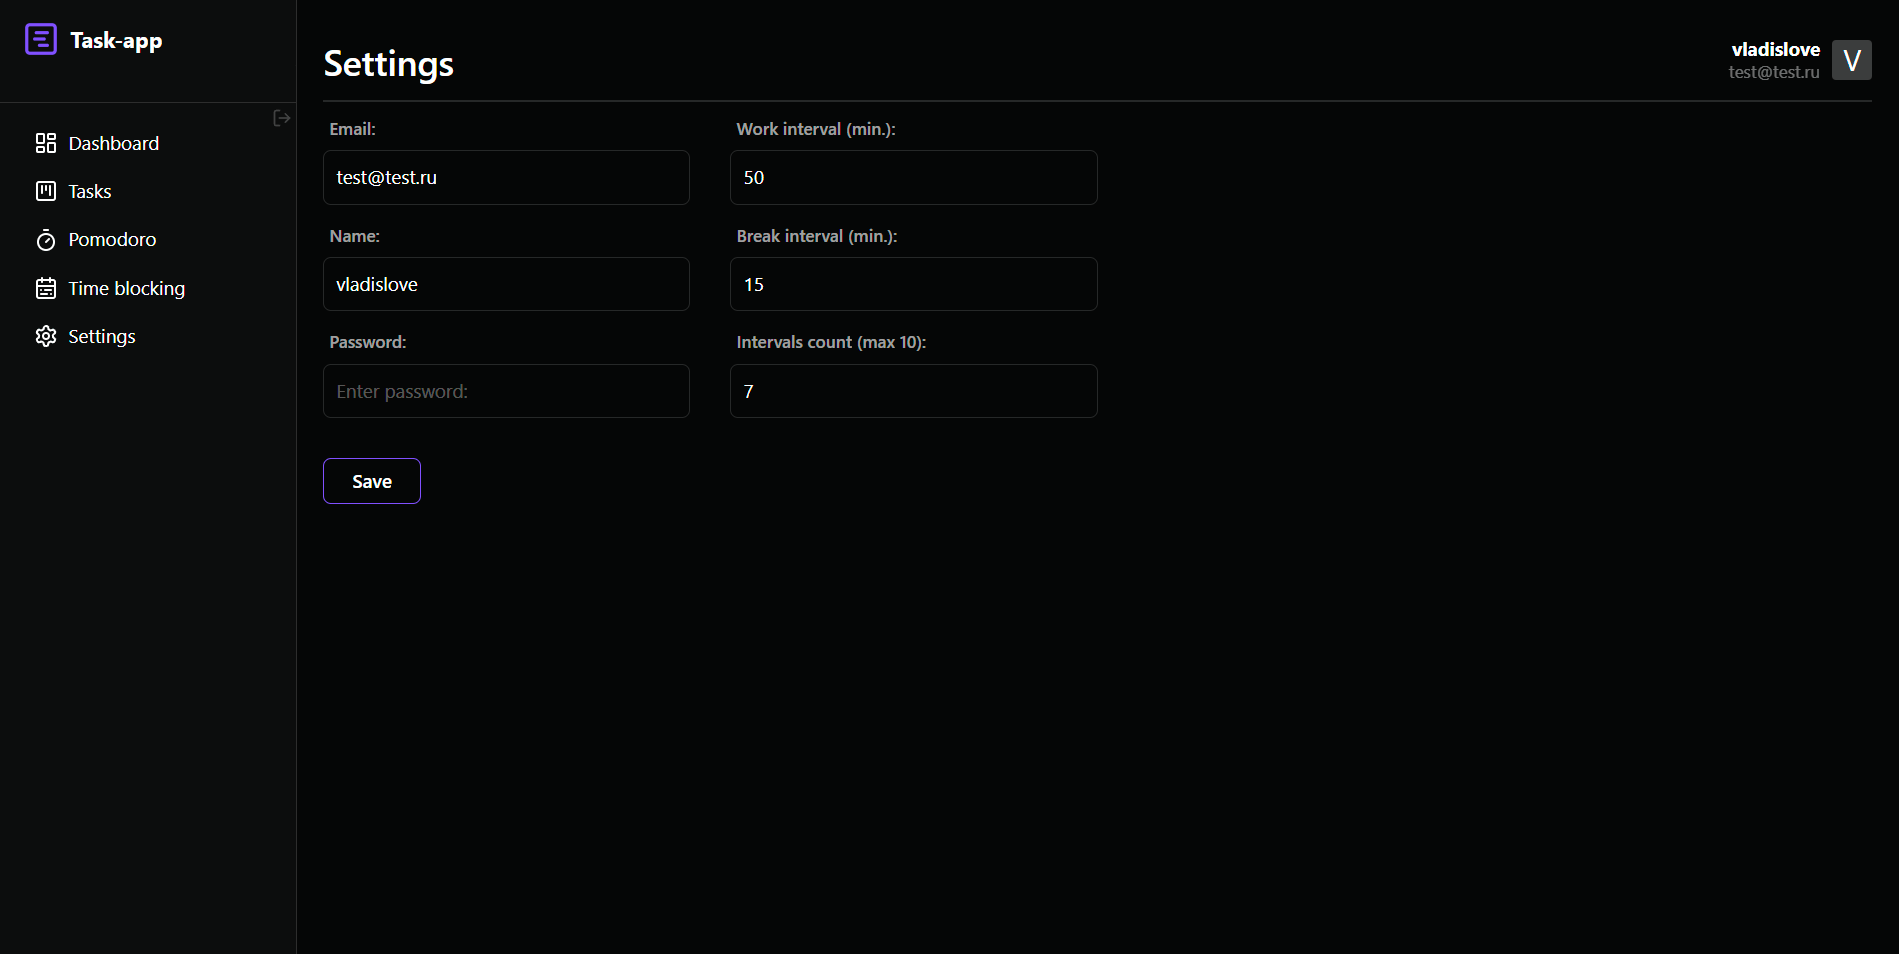 Task-app
Dashboard
Tasks
Pomodoro
Time blocking
Settings
Settings
vladislove
test@test.ru
V
Email:
test@test.ru
Name:
vladislove
Password:
Enter password:
Work interval (min.):
50
Break interval (min.):
15
Intervals count (max 10):
7
Save